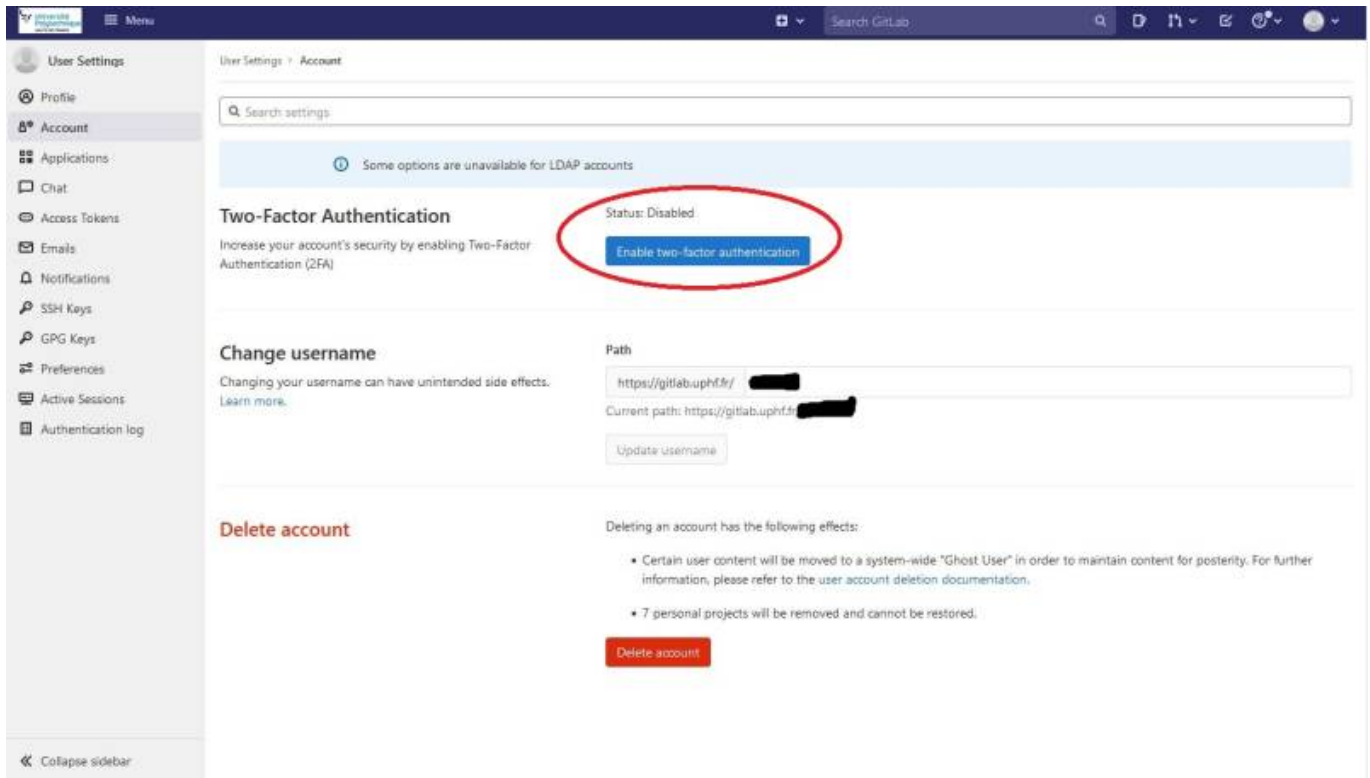 Université
Polytechnique
Menu
Search GitLab
User Settings
Profile
Account
Applications
Chat
Access Tokens
Emails
Notifications
SSH Keys
GPG Keys
Preferences
Active Sessions
Authentication log
Collapse sidebar
User Settings > Account
Search settings
Some options are unavailable for LDAP accounts
Two-Factor Authentication
Increase your account's security by enabling Two-Factor
Authentication (2FA)
Status: Disabled
Enable two-factor authentication
Change username
Changing your username can have unintended side effects.
Learn more.
Path
https://gitlab.uphf.fr/
Current path: https://gitlab.uphf.fr
Update username
Delete account
Deleting an account has the following effects:
• Certain user content will be moved to a system-wide "Ghost User" in order to maintain content for posterity. For further
information, please refer to the user account deletion documentation.
• 7 personal projects will be removed and cannot be restored.
Delete account